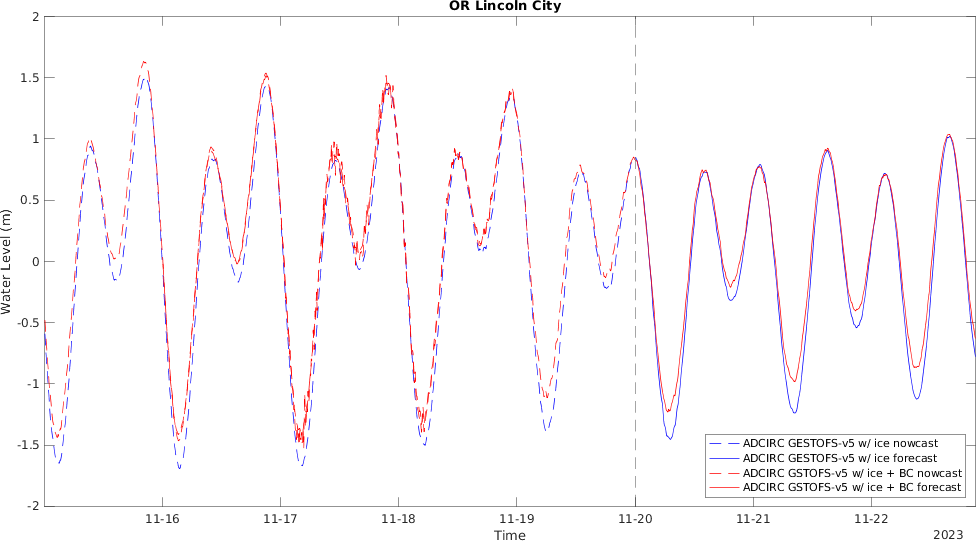 OR Lincoln City
2
1.5
1
0.5
0
-0.5
-1
-1.5
-2
Water Level (m)
11-16
11-17
11-18
11-19
11-20
11-21
11-22
Time
2023
ADCIRC GESTOFS-v5 w/ ice nowcast
ADCIRC GESTOFS-v5 w/ ice forecast
ADCIRC GSTOFS-v5 w/ ice + BC nowcast
ADCIRC GSTOFS-v5 w/ ice + BC forecast